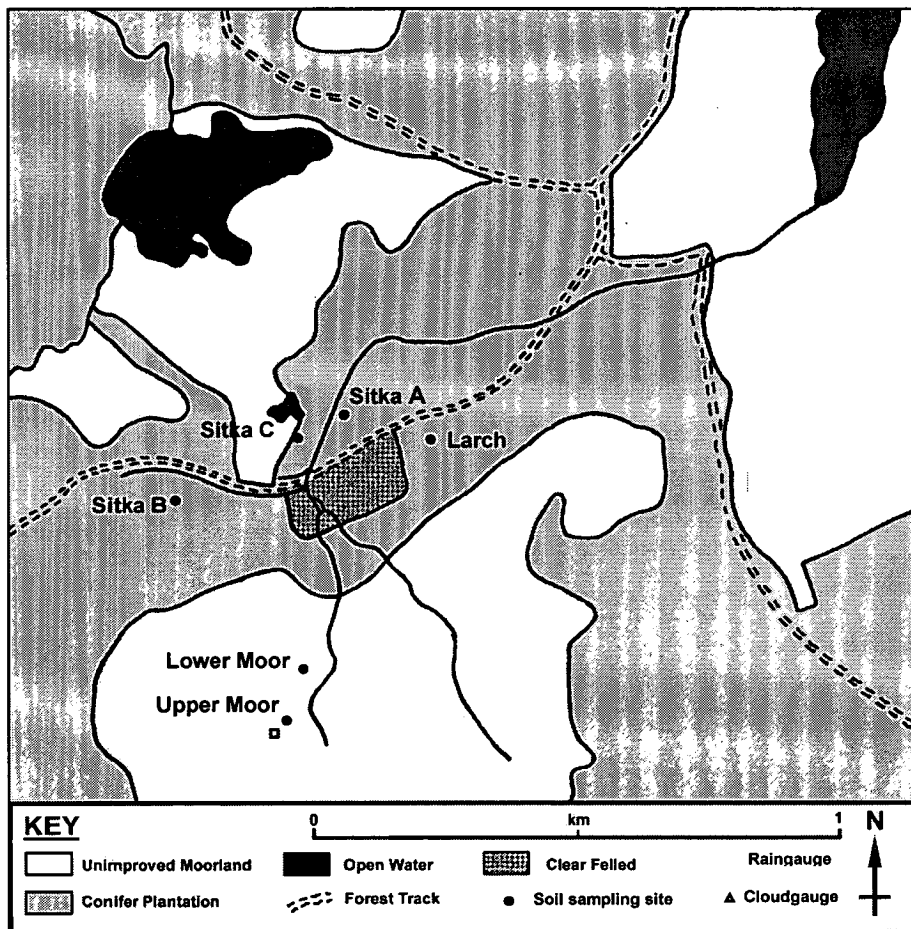 Sitka A
Sitka C
Larch
Sitka B
Lower Moor
Upper Moor
KEY
0 km 1 N
Unimproved Moorland Open Water Clear Felled Raingauge
Conifer Plantation Forest Track Soil sampling site Cloudgauge